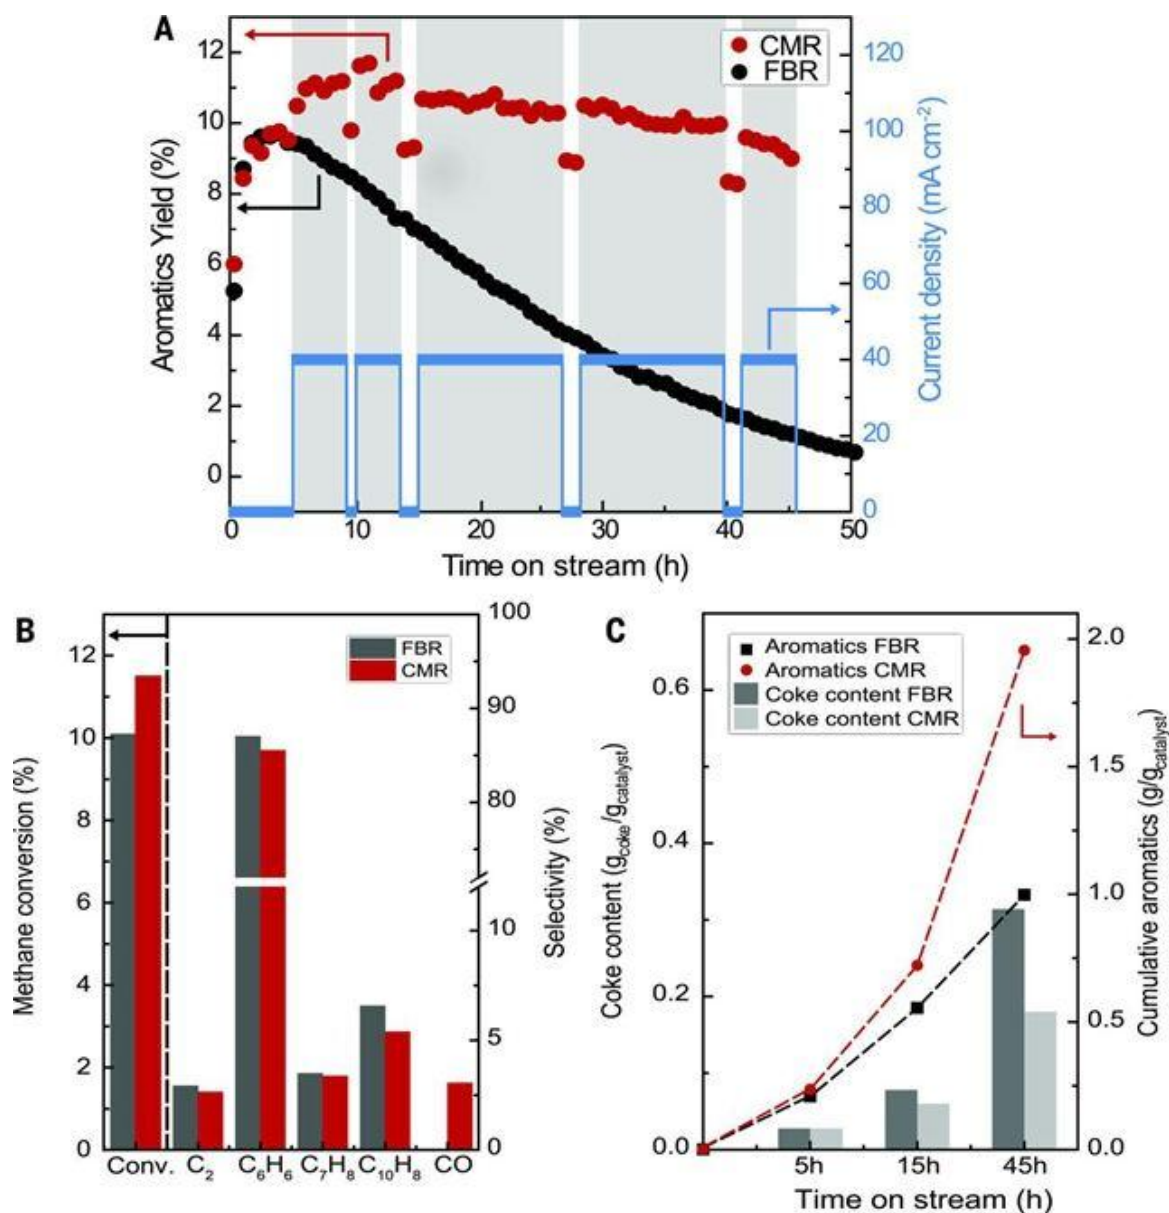 A
CMR
FBR
Aromatics Yield (%)
12
10
8
6
4
2
0
Current density (mA cm⁻²)
120
100
80
60
40
20
0
0 10 20 30 40 50
Time on stream (h)
B
FBR
CMR
Methane conversion (%)
12
10
8
6
4
2
0
Selectivity (%)
100
90
80
10
5
0
Conv. C₂ C₆H₆ C₇H₈ C₁₀H₈ CO
C
Aromatics FBR
Aromatics CMR
Coke content FBR
Coke content CMR
Coke content (g_coke/g_catalyst)
0.6
0.4
0.2
0.0
Cumulative aromatics (g/g_catalyst)
2.0
1.5
1.0
0.5
0.0
5h 15h 45h
Time on stream (h)